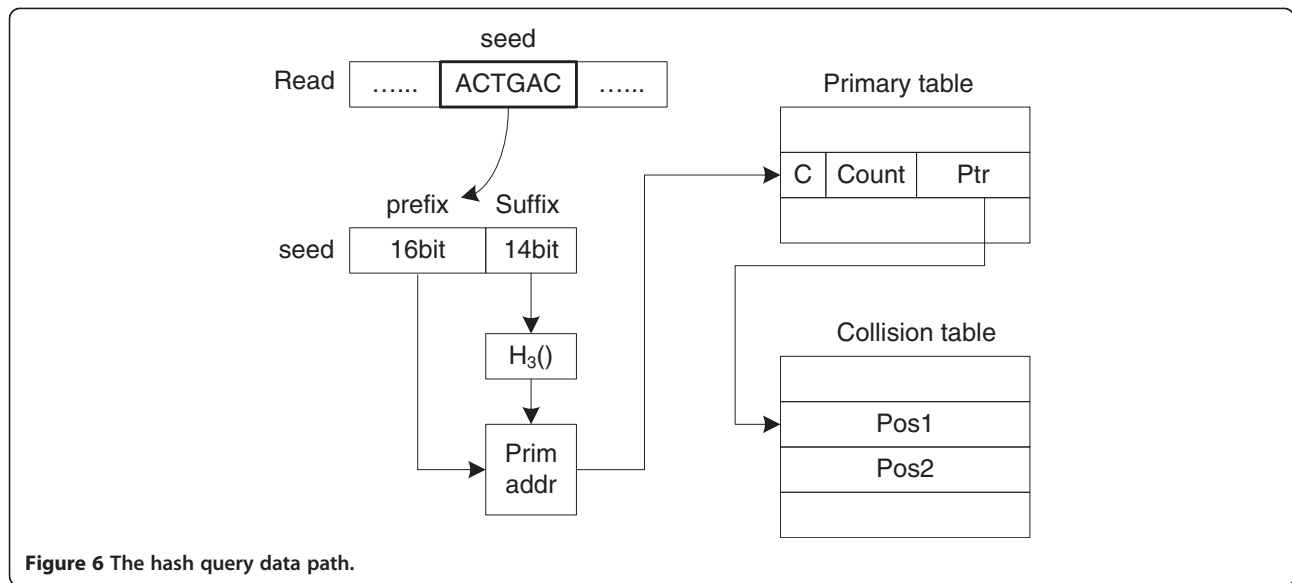 seed
Read
…... ACTGAC …...
prefix Suffix
seed
16bit 14bit
H₃()
Prim
addr
Primary table
C Count Ptr
Collision table
Pos1
Pos2
Figure 6 The hash query data path.